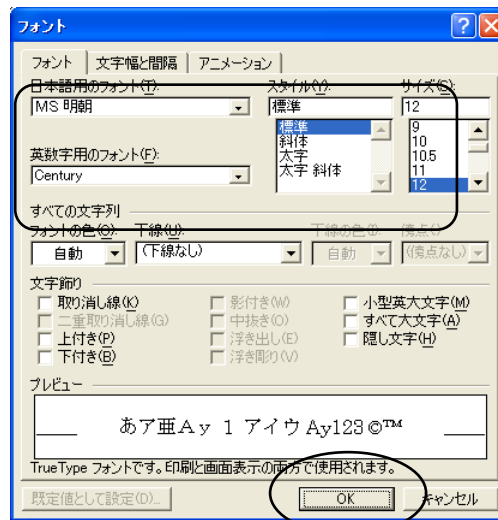 フォント
フォント 文字幅と間隔 アニメーション
日本語用のフォント(T): スタイル(Y): サイズ(S):
MS 明朝 標準 12
標準 9
斜体 10
太字 10.5
太字 斜体 11
12
英数字用のフォント(F):
Century
すべての文字列
フォントの色(O): 下線(U): 下線の色(I): 傍点(:)
自動 (下線なし) 自動 (傍点なし)
文字飾り
取り消し線(K) 影付き(W) 小型英大文字(M)
二重取り消し線(G) 中抜き(O) すべて大文字(A)
上付き(P) 浮き出し(E) 隠し文字(H)
下付き(B) 浮き彫り(V)
プレビュー
あア亜Ay 1 アイウ Ay123©™
TrueType フォントです。印刷と画面表示の両方で使用されます。
既定値として設定(D)... OK キャンセル